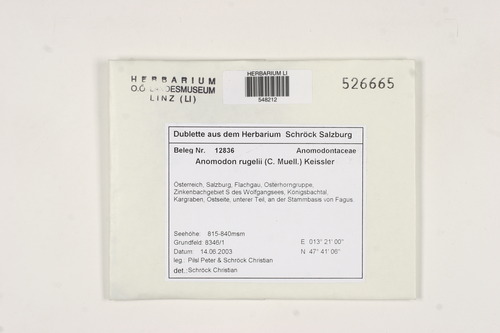 HERBARIUM
O.Ö. LANDESMUSEUM
LINZ (LI)
HERBARIUM LI
548212
526665
Dublette aus dem Herbarium Schröck Salzburg
Beleg Nr. 12836 Anomodontaceae
Anomodon rugelii (C. Muell.) Keissler
Österreich, Salzburg, Flachgau, Osterhorngruppe,
Zinkenbachgebiet S des Wolfgangsees, Königsbachtal,
Kargraben, Ostseite, unterer Teil, an der Stammbasis von Fagus
Seehöhe: 815-840msm
Grundfeld: 8346/1 E 013° 21' 00"
Datum: 14.06.2003 N 47° 41' 06"
leg.: Pilsl Peter & Schröck Christian
det.: Schröck Christian